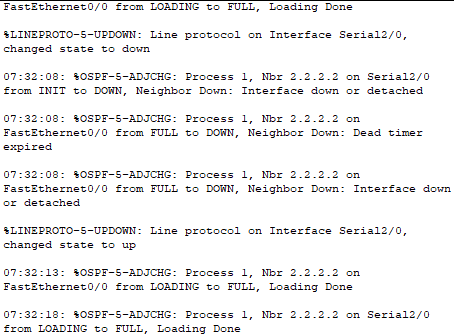 FastEthernet0/0 from LOADING to FULL, Loading Done
%LINEPROTO-5-UPDOWN: Line protocol on Interface Serial2/0,
changed state to down
07:32:08: %OSPF-5-ADJCHG: Process 1, Nbr 2.2.2.2 on Serial2/0
from INIT to DOWN, Neighbor Down: Interface down or detached
07:32:08: %OSPF-5-ADJCHG: Process 1, Nbr 2.2.2.2 on
FastEthernet0/0 from FULL to DOWN, Neighbor Down: Dead timer
expired
07:32:08: %OSPF-5-ADJCHG: Process 1, Nbr 2.2.2.2 on
FastEthernet0/0 from FULL to DOWN, Neighbor Down: Interface down
or detached
%LINEPROTO-5-UPDOWN: Line protocol on Interface Serial2/0,
changed state to up
07:32:13: %OSPF-5-ADJCHG: Process 1, Nbr 2.2.2.2 on
FastEthernet0/0 from LOADING to FULL, Loading Done
07:32:18: %OSPF-5-ADJCHG: Process 1, Nbr 2.2.2.2 on Serial2/0
from LOADING to FULL, Loading Done